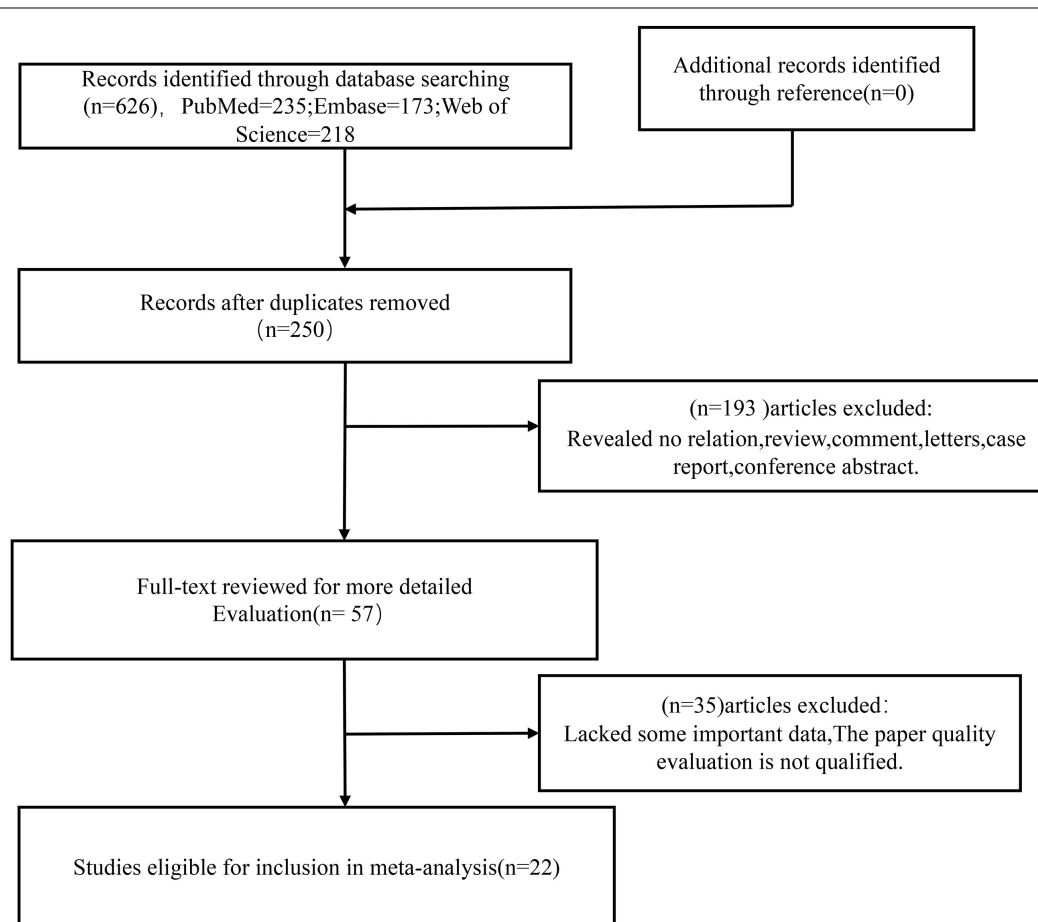 Records identified through database searching
(n=626)，PubMed=235;Embase=173;Web of
Science=218
Additional records identified
through reference(n=0)
Records after duplicates removed
（n=250）
(n=193 )articles excluded:
Revealed no relation,review,comment,letters,case
report,conference abstract.
Full-text reviewed for more detailed
Evaluation(n= 57）
(n=35)articles excluded：
Lacked some important data,The paper quality
evaluation is not qualified.
Studies eligible for inclusion in meta-analysis(n=22)